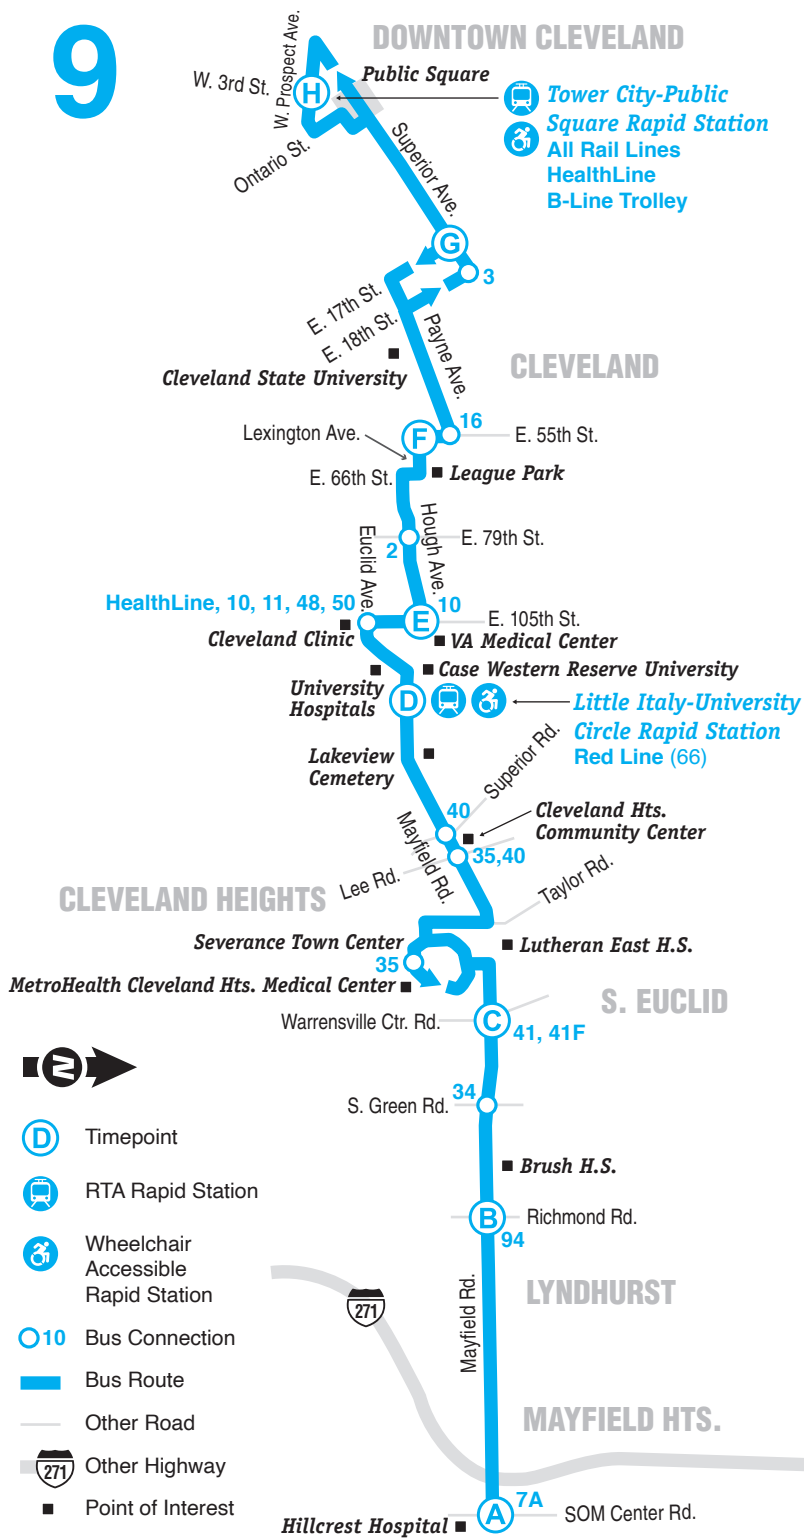 9
DOWNTOWN CLEVELAND
Public Square
W. 3rd St.
W. Prospect Ave.
H
Ontario St.
Superior Ave.
Tower City-Public
Square Rapid Station
All Rail Lines
HealthLine
B-Line Trolley
G
3
E. 17th St.
E. 18th St.
Payne Ave.
Cleveland State University
CLEVELAND
16
Lexington Ave.
F
E. 55th St.
E. 66th St.
League Park
Hough Ave.
Euclid Ave.
2
E. 79th St.
HealthLine, 10, 11, 48, 50
10
E
E. 105th St.
Cleveland Clinic
VA Medical Center
Case Western Reserve University
University
Hospitals
D
Little Italy-University
Circle Rapid Station
Red Line (66)
Lakeview
Cemetery
Superior Rd.
40
Cleveland Hts.
Community Center
Mayfield Rd.
35,40
Lee Rd.
Taylor Rd.
CLEVELAND HEIGHTS
Severance Town Center
Lutheran East H.S.
35
MetroHealth Cleveland Hts. Medical Center
S. EUCLID
Warrensville Ctr. Rd.
C
41, 41F
N
34
S. Green Rd.
D
Timepoint
Brush H.S.
RTA Rapid Station
B
Richmond Rd.
94
Wheelchair
Accessible
Rapid Station
LYNDHURST
Mayfield Rd.
271
10
Bus Connection
Bus Route
Other Road
MAYFIELD HTS.
271
Other Highway
Point of Interest
7A
A
SOM Center Rd.
Hillcrest Hospital